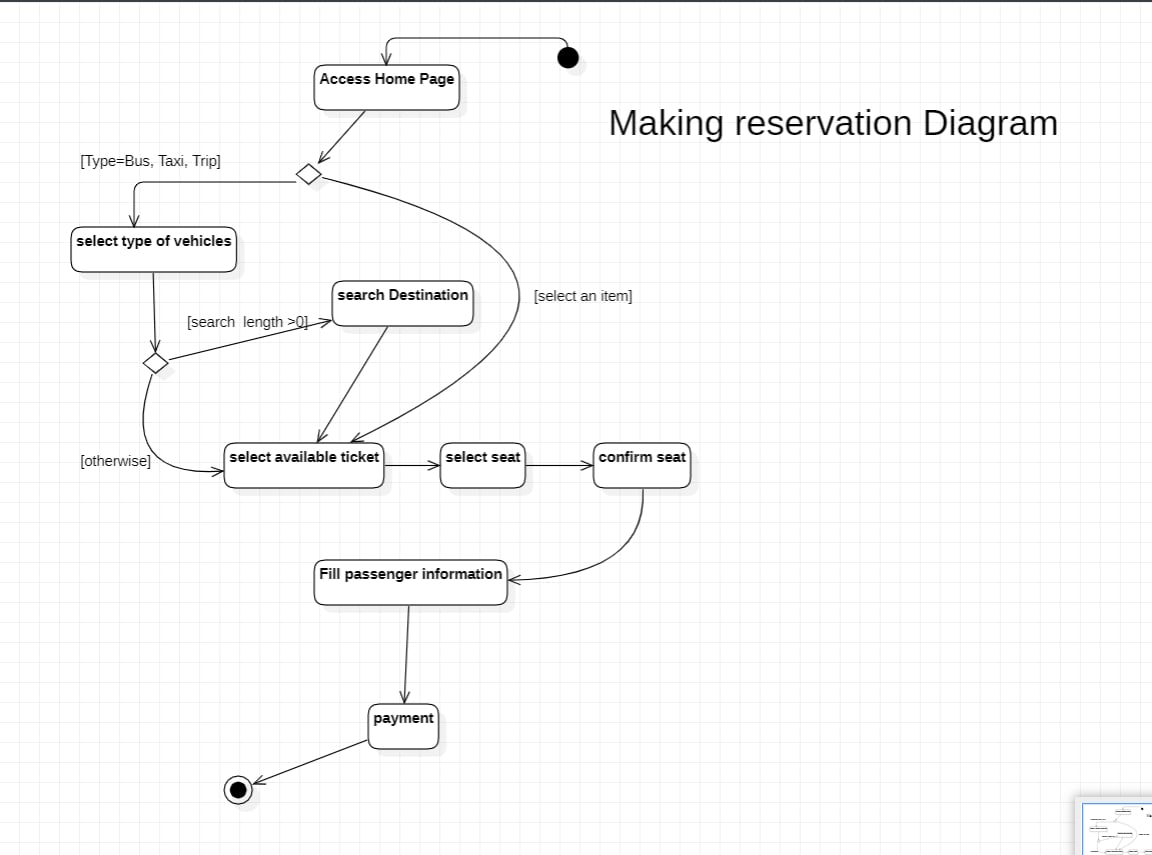 Access Home Page
Making reservation Diagram
[Type=Bus, Taxi, Trip]
select type of vehicles
search Destination
[select an item]
[search  length >0]
[otherwise]
select available ticket
select seat
confirm seat
Fill passenger information
payment